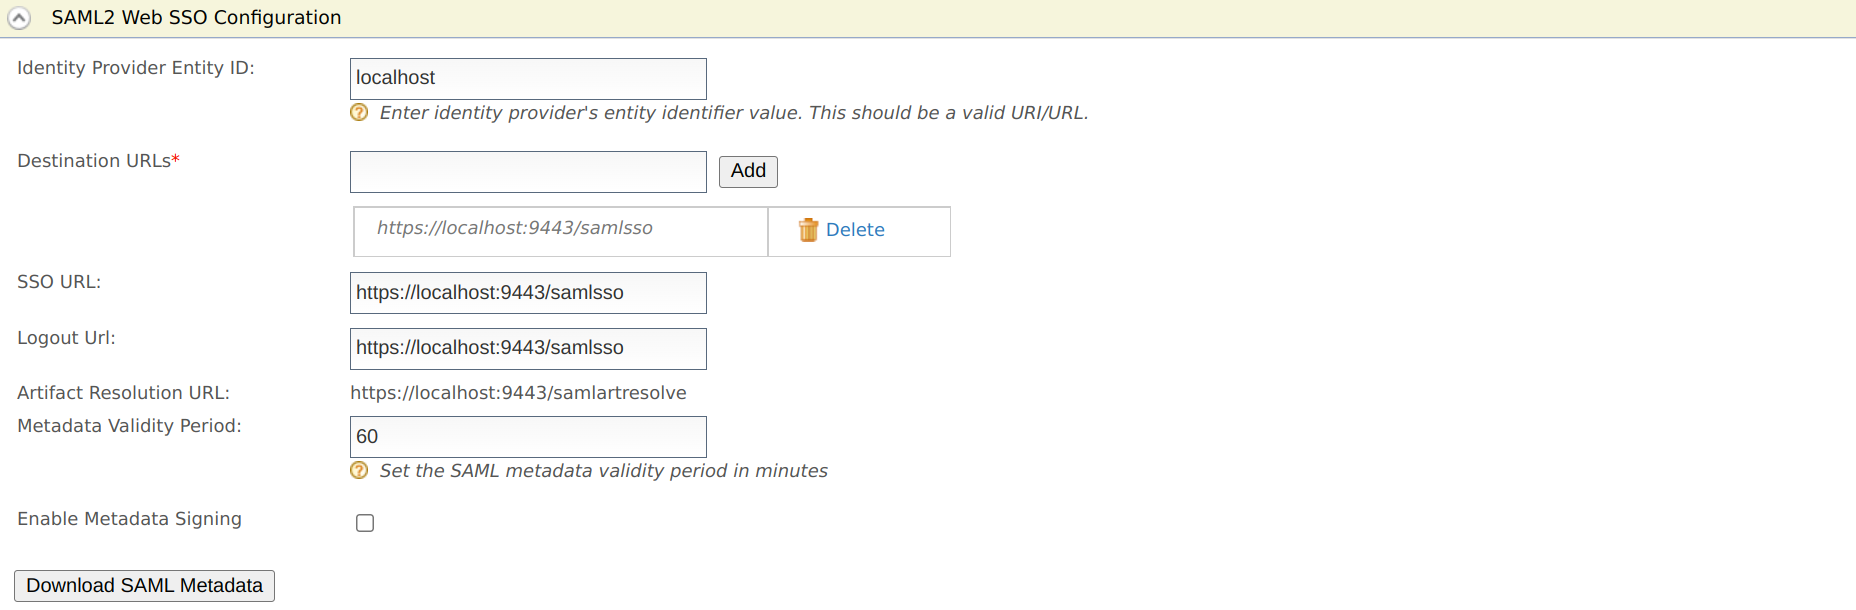 SAML2 Web SSO Configuration
Identity Provider Entity ID:
localhost
Enter identity provider's entity identifier value. This should be a valid URI/URL.
Destination URLs*
Add
https://localhost:9443/samlsso
Delete
SSO URL:
https://localhost:9443/samlsso
Logout Url:
https://localhost:9443/samlsso
Artifact Resolution URL:
https://localhost:9443/samlartresolve
Metadata Validity Period:
60
Set the SAML metadata validity period in minutes
Enable Metadata Signing
Download SAML Metadata